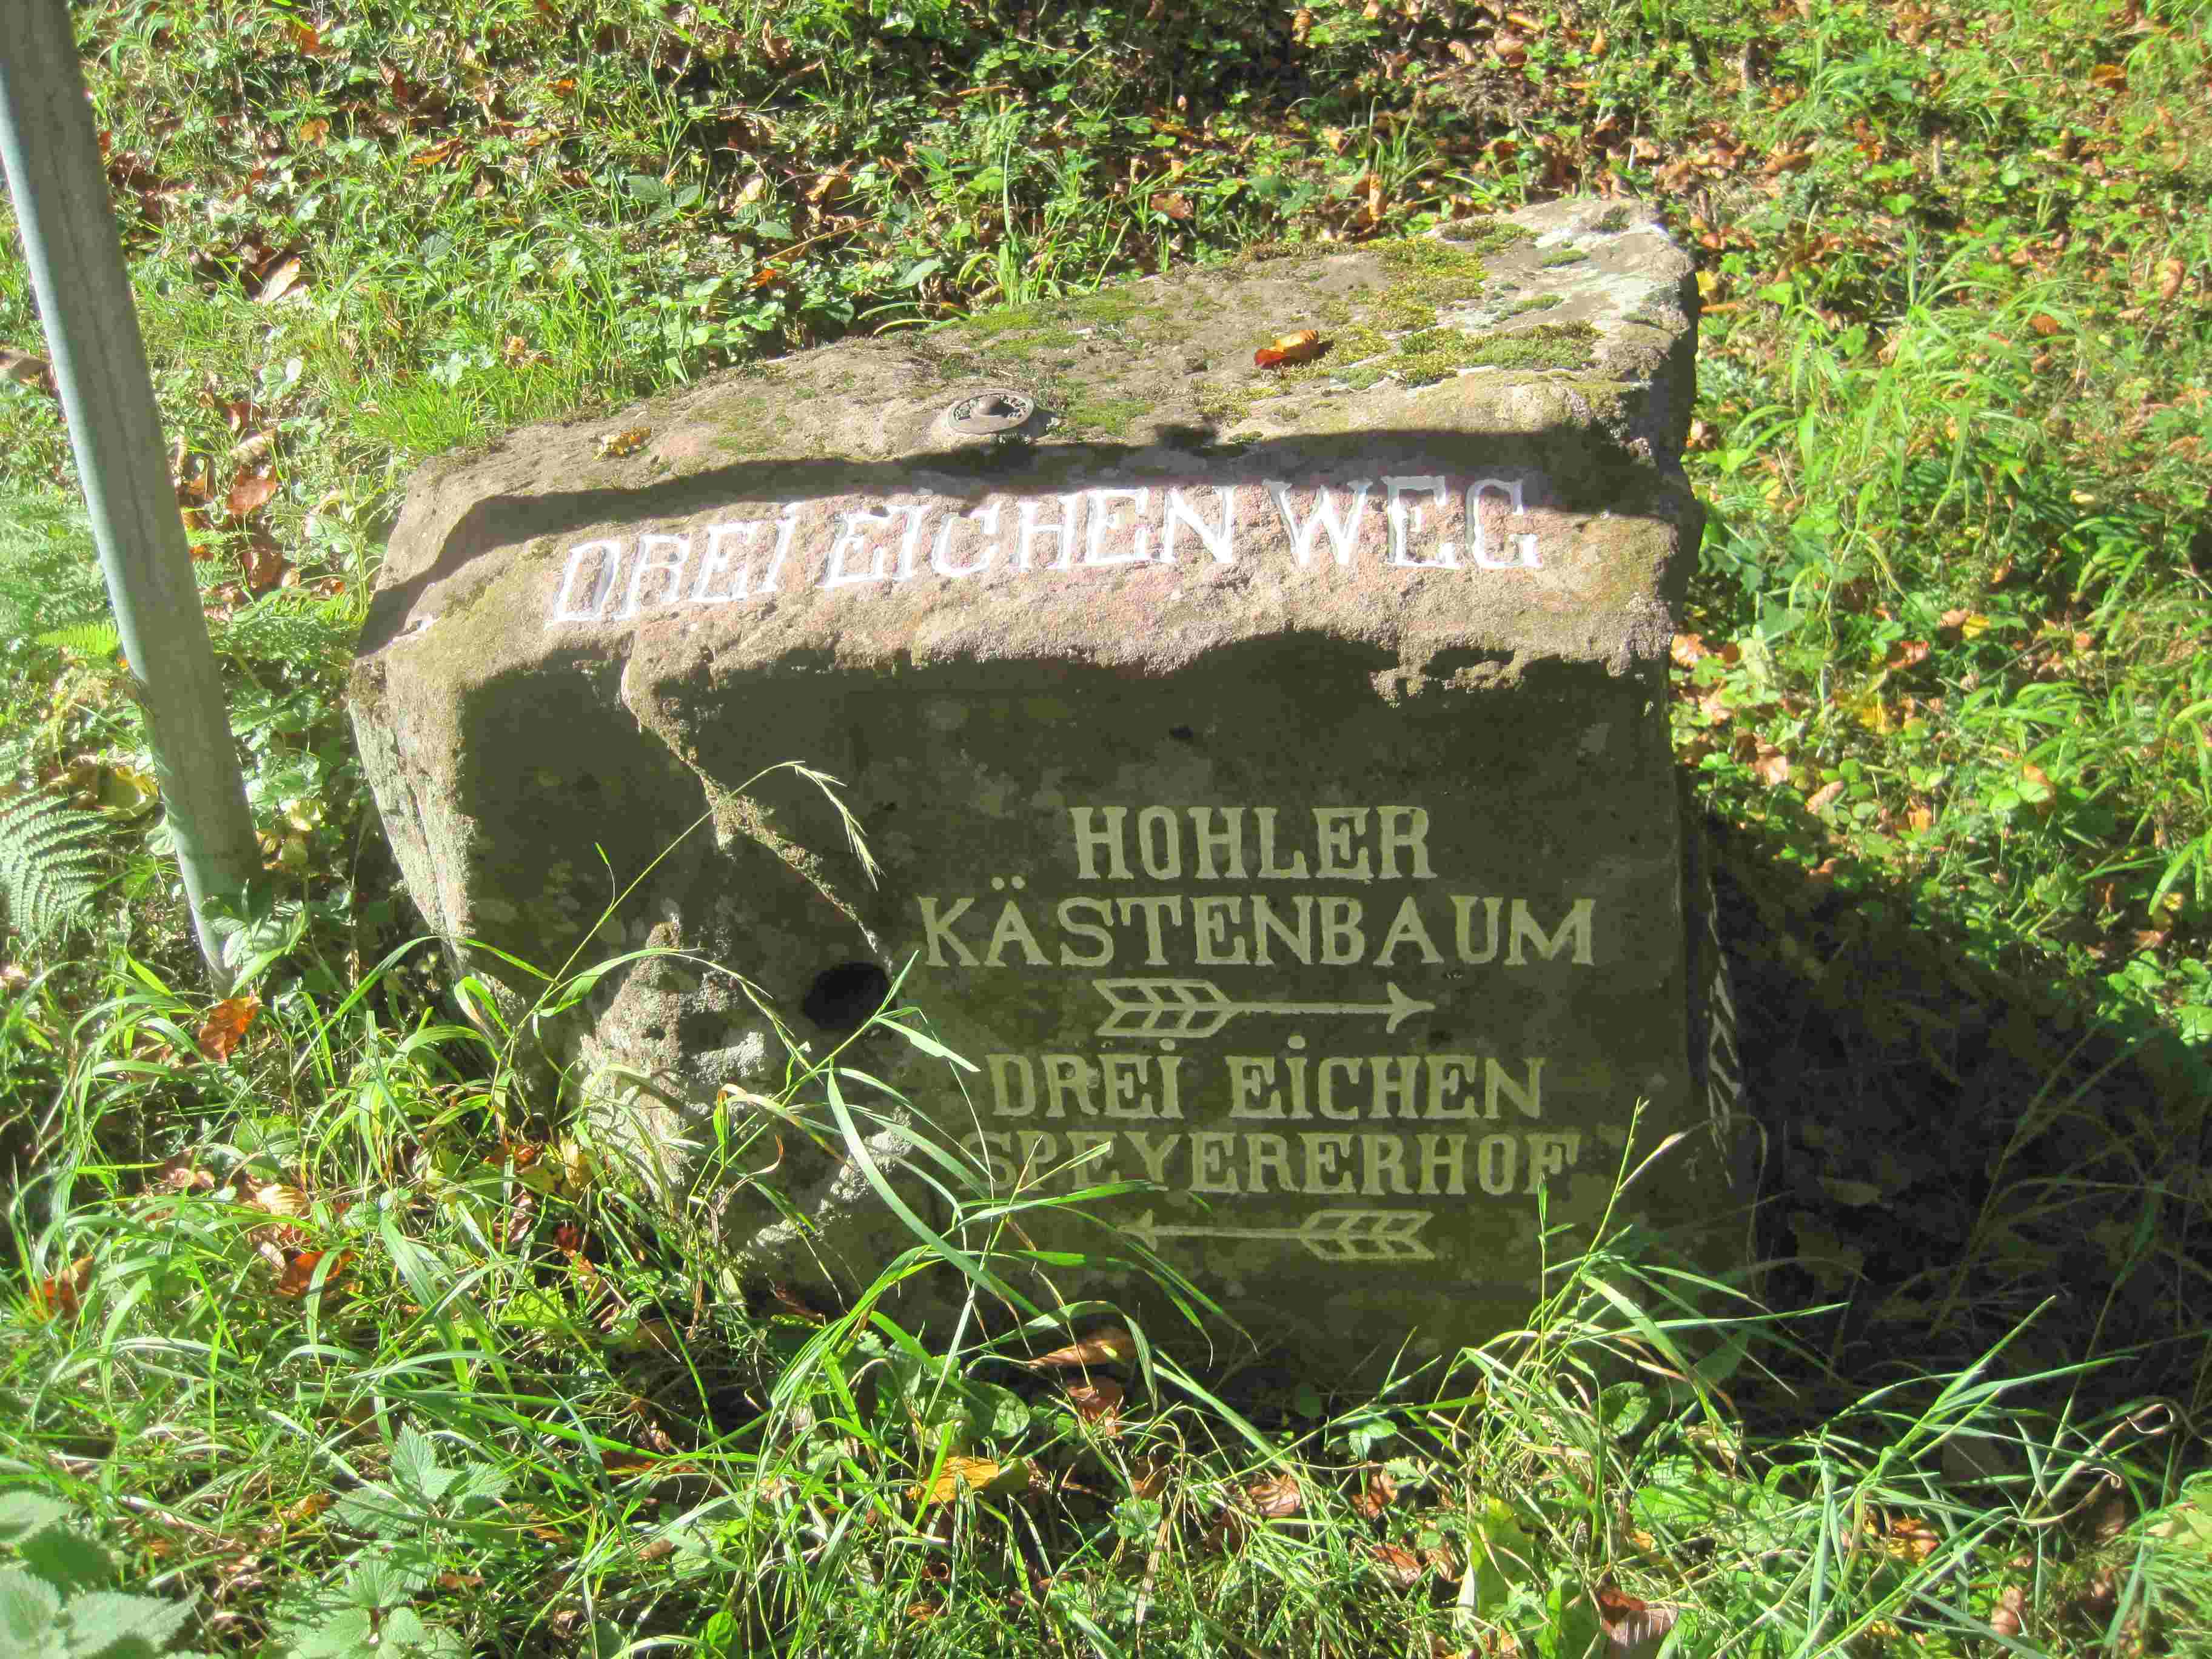 DREI EICHEN WEG
HOHLER
KÄSTENBAUM
DREI EICHEN
SPEYERERHOF